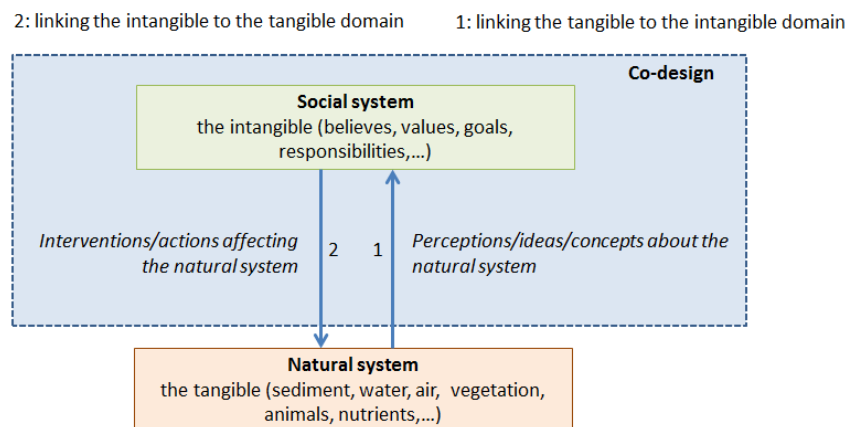 2: linking the intangible to the tangible domain
1: linking the tangible to the intangible domain
Co-design
Social system
the intangible (believes, values, goals,
responsibilities,...)
Interventions/actions affecting
the natural system
2
1
Perceptions/ideas/concepts about the
natural system
Natural system
the tangible (sediment, water, air, vegetation,
animals, nutrients,...)